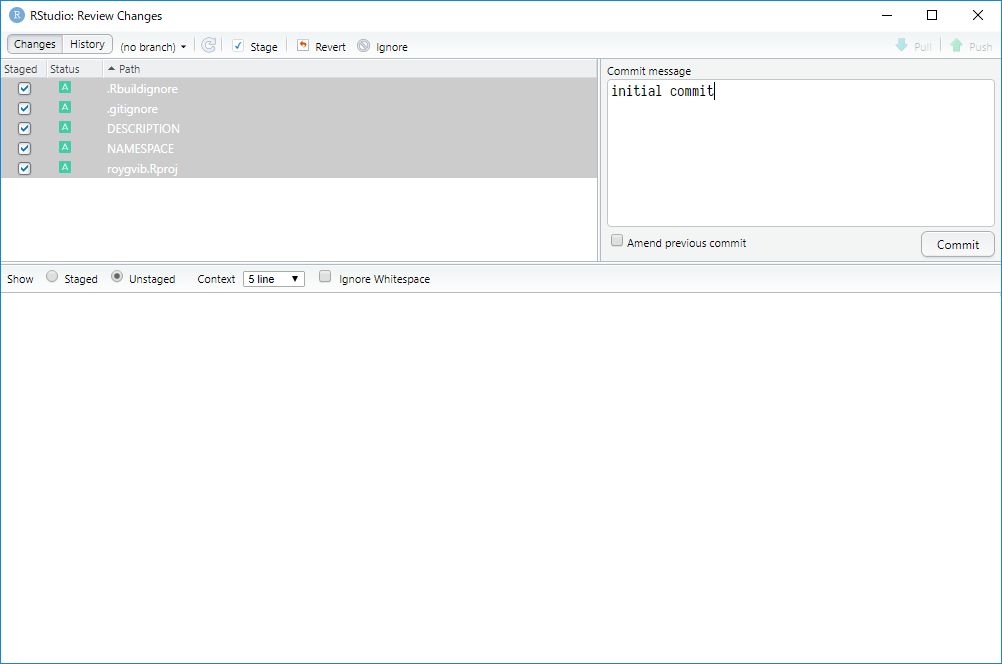 R RStudio: Review Changes
Changes History (no branch) Stage Revert Ignore Pull Push
Staged Status Path
A .Rbuildignore
A .gitignore
A DESCRIPTION
A NAMESPACE
A roygvib.Rproj
Commit message
initial commit
Amend previous commit Commit
Show Staged Unstaged Context 5 line Ignore Whitespace